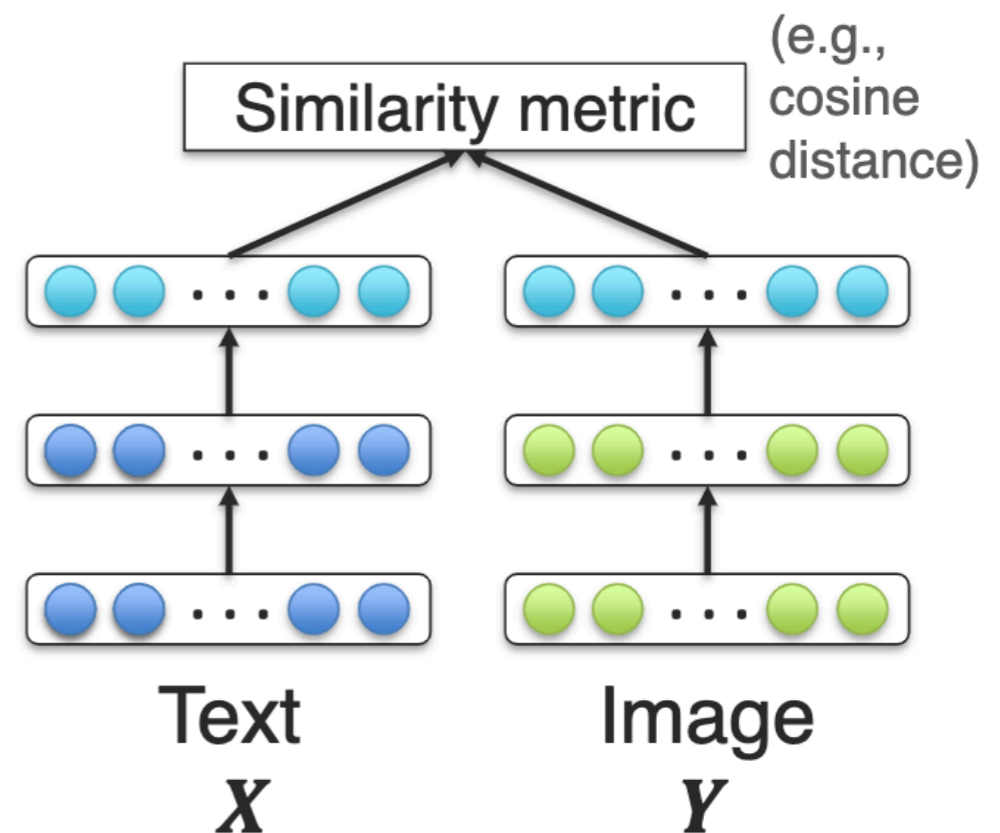 (e.g.,
cosine
distance)
Similarity metric
. . .
. . .
. . .
. . .
. . .
. . .
Text
Image
X
Y